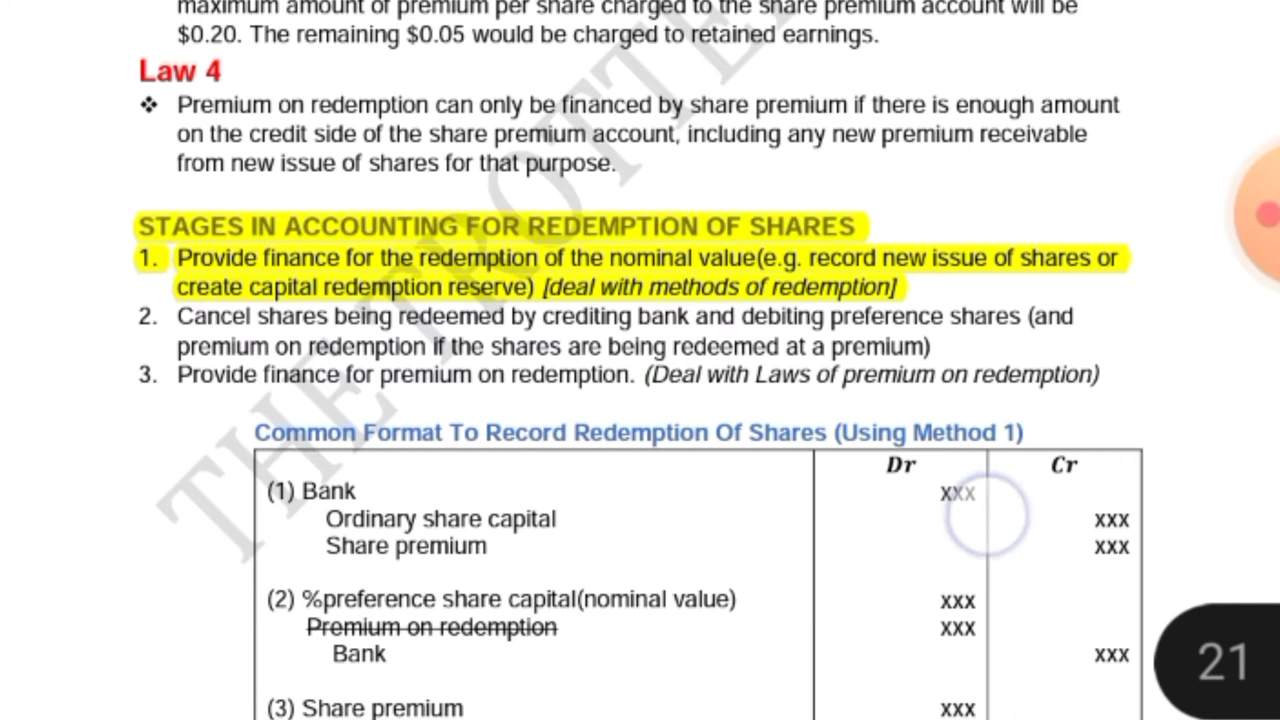 maximum amount of premium per share charged to the share premium account will be
$0.20. The remaining $0.05 would be charged to retained earnings.
Law 4
❖ Premium on redemption can only be financed by share premium if there is enough amount
on the credit side of the share premium account, including any new premium receivable
from new issue of shares for that purpose.
STAGES IN ACCOUNTING FOR REDEMPTION OF SHARES
1. Provide finance for the redemption of the nominal value(e.g. record new issue of shares or
create capital redemption reserve) [deal with methods of redemption]
2. Cancel shares being redeemed by crediting bank and debiting preference shares (and
premium on redemption if the shares are being redeemed at a premium)
3. Provide finance for premium on redemption. (Deal with Laws of premium on redemption)
Common Format To Record Redemption Of Shares (Using Method 1)
Dr Cr
(1) Bank xxx
Ordinary share capital xxx
Share premium xxx
(2) %preference share capital(nominal value) xxx
Premium on redemption xxx
Bank xxx
(3) Share premium xxx
21
THE TROTTE